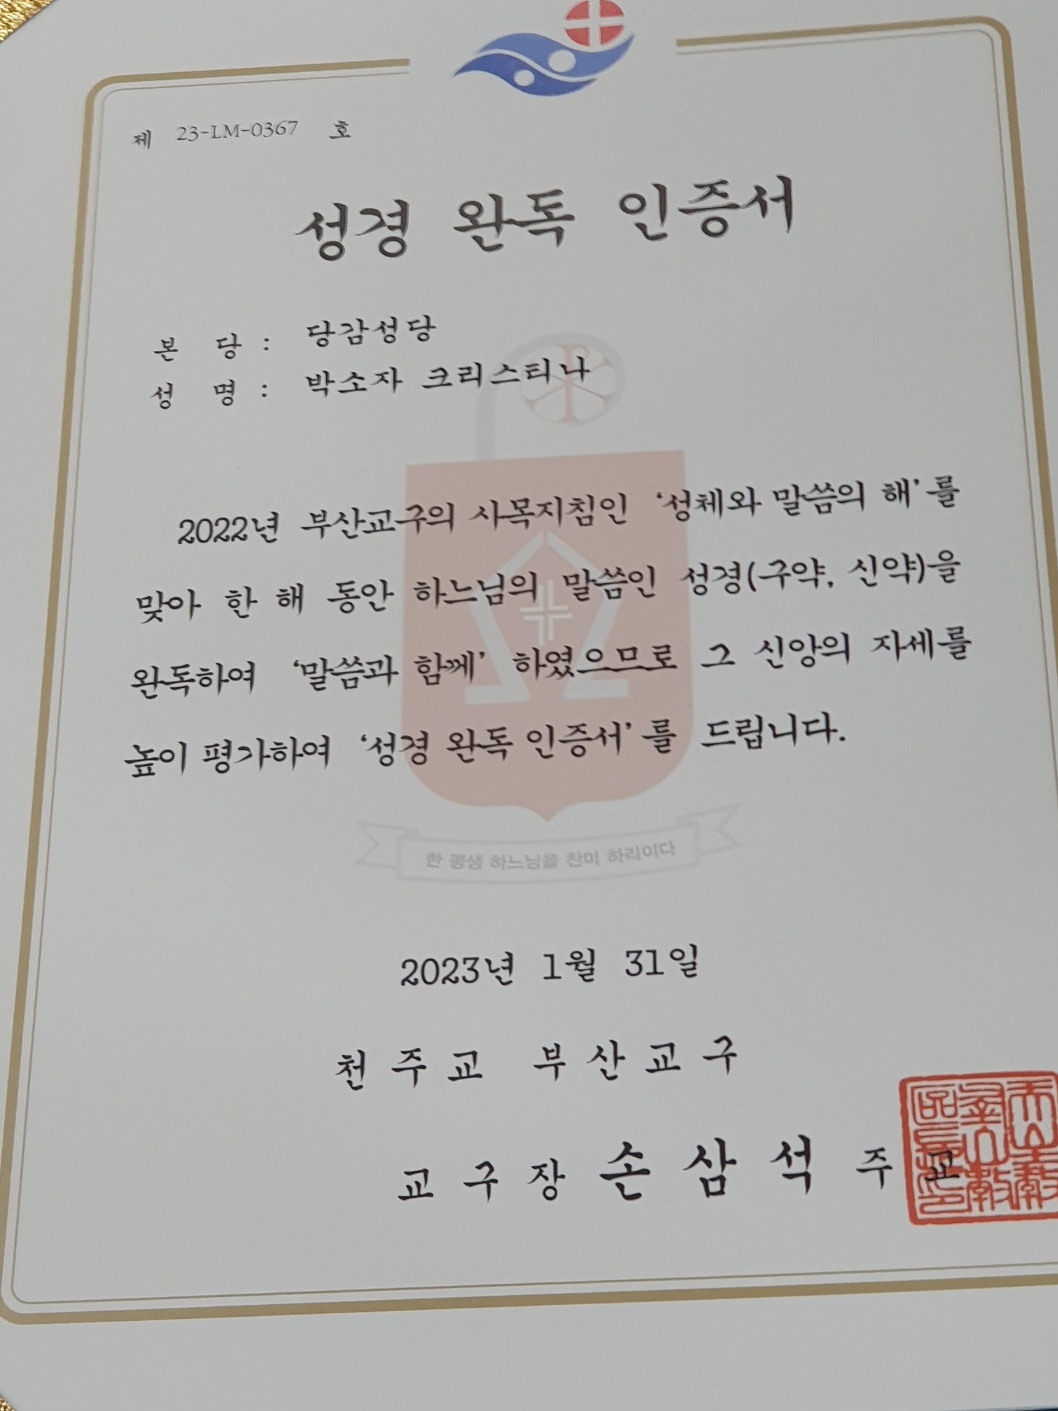 제 23-LM-0367 호
성경 완독 인증서
본 당 : 당감성당
성 명 : 박소자 크리스티나
2022년 부산교구의 사목지침인 '성체와 말씀의 해'를
맞아 한 해 동안 하느님의 말씀인 성경(구약, 신약)을
완독하여 '말씀과 함께' 하였으므로 그 신앙의 자세를
높이 평가하여 '성경 완독 인증서'를 드립니다.
한 평생 하느님을 찬미 하리이다
2023년 1월 31일
천 주 교 부 산 교 구
교 구 장 손 삼 석 주 교